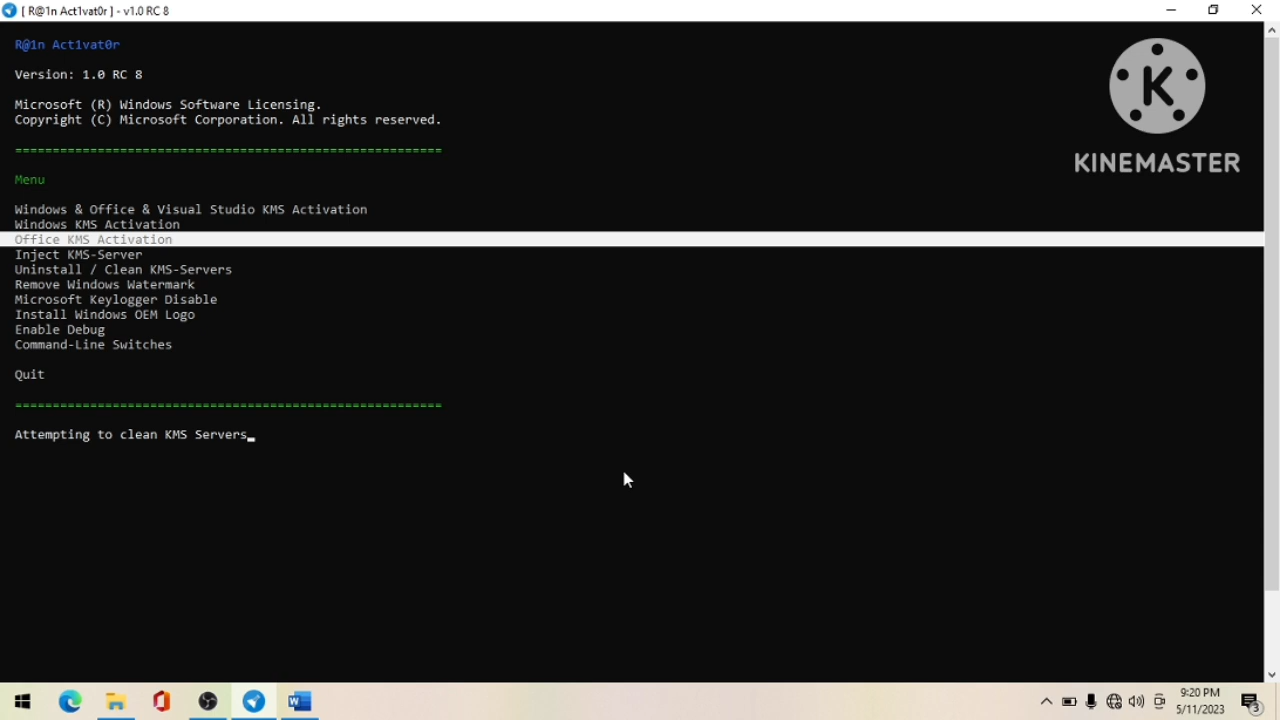 [ R@1n Act1vat0r ] - v1.0 RC 8
R@1n Act1vat0r
Version: 1.0 RC 8
Microsoft (R) Windows Software Licensing.
Copyright (C) Microsoft Corporation. All rights reserved.
=========================================================
Menu
Windows & Office & Visual Studio KMS Activation
Windows KMS Activation
Office KMS Activation
Inject KMS-Server
Uninstall / Clean KMS-Servers
Remove Windows Watermark
Microsoft Keylogger Disable
Install Windows OEM Logo
Enable Debug
Command-Line Switches
Quit
=========================================================
Attempting to clean KMS Servers_
K
KINEMASTER
W
9:20 PM
5/11/2023
3